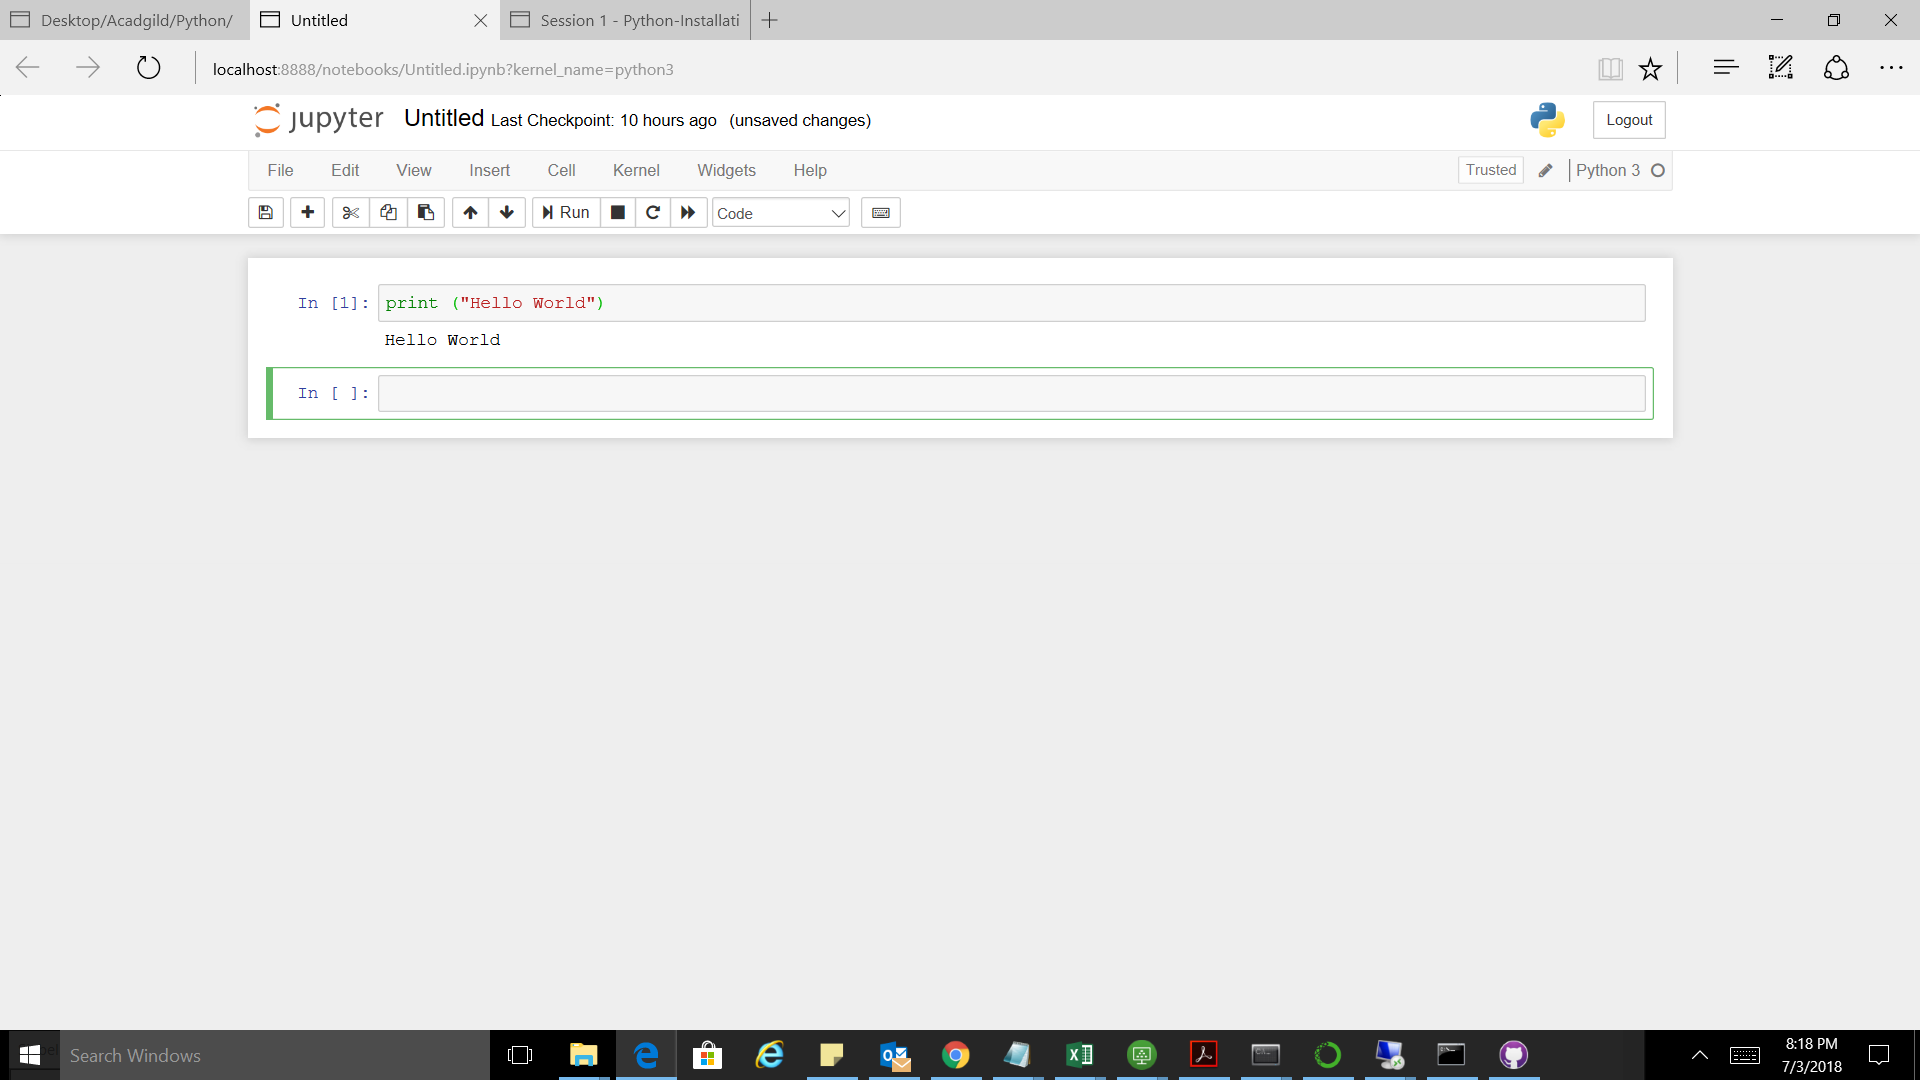 Desktop/Acadgild/Python/
Untitled
Session 1 - Python-Installati
localhost:8888/notebooks/Untitled.ipynb?kernel_name=python3
jupyter Untitled Last Checkpoint: 10 hours ago (unsaved changes)
Logout
File Edit View Insert Cell Kernel Widgets Help
Trusted Python 3
Run Code
In [1]: print ("Hello World")
Hello World
In [ ]:
Search Windows
8:18 PM
7/3/2018